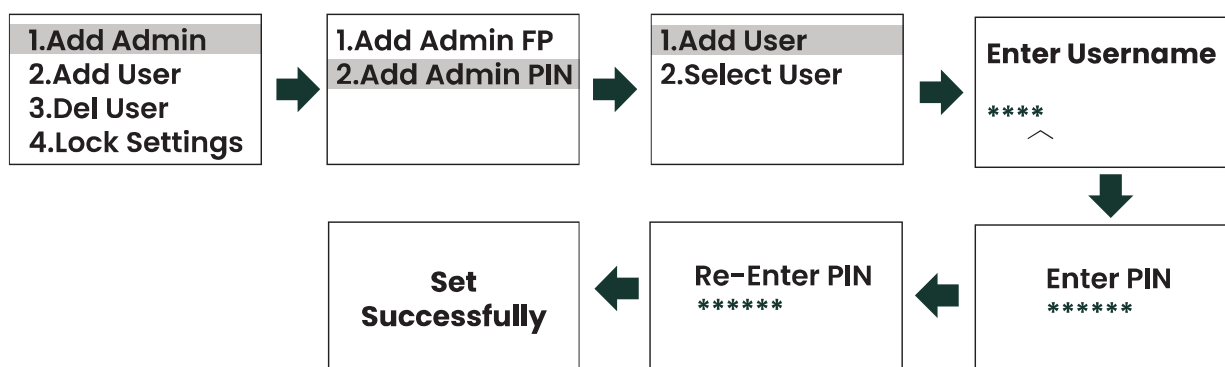 1.Add Admin
2.Add User
3.Del User
4.Lock Settings
1.Add Admin FP
2.Add Admin PIN
1.Add User
2.Select User
Enter Username
****
Enter PIN
******
Re-Enter PIN
******
Set
Successfully